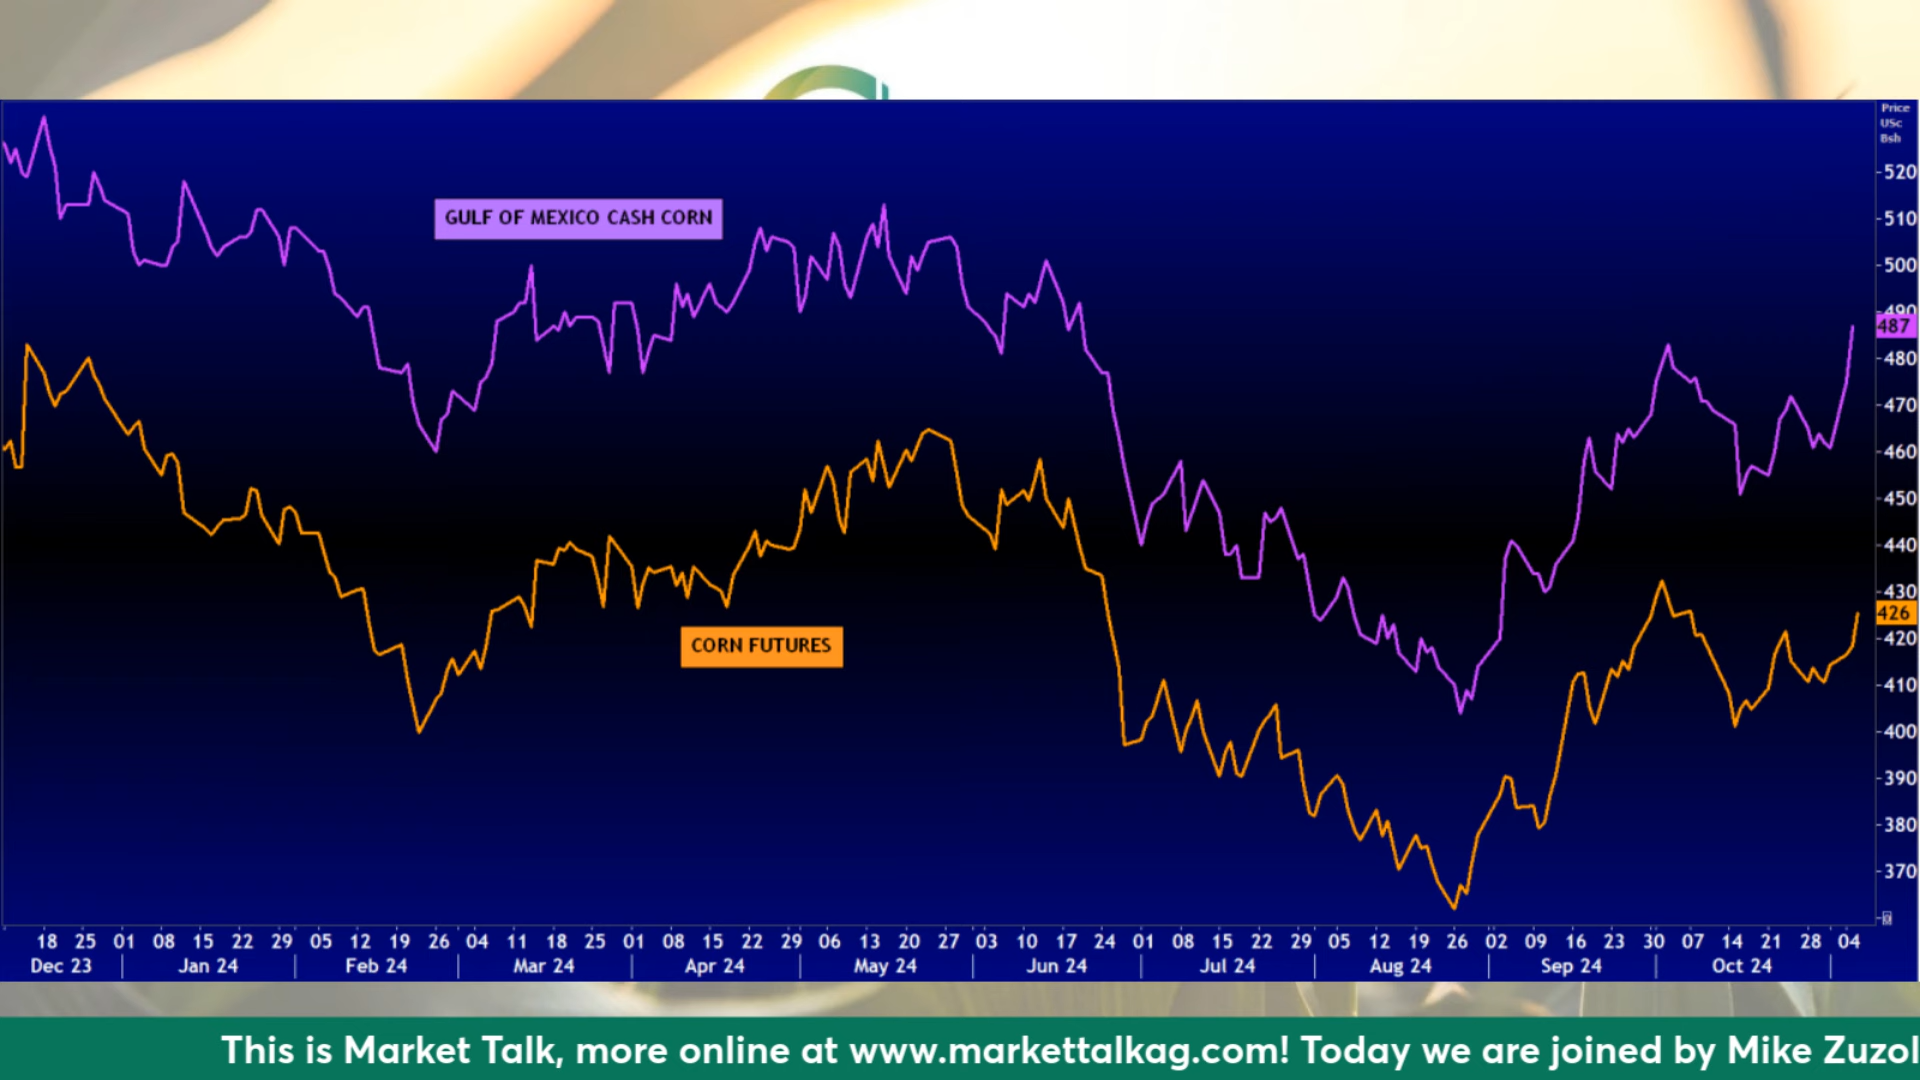 Price
USc
Bsh
520
GULF OF MEXICO CASH CORN
510
500
490
487
480
470
460
450
440
430
426
420
CORN FUTURES
410
400
390
380
370
18 25 01 08 15 22 29 05 12 19 26 04 11 18 25 01 08 15 22 29 06 13 20 27 03 10 17 24 01 08 15 22 29 05 12 19 26 02 09 16 23 30 07 14 21 28 04
Dec 23 Jan 24 Feb 24 Mar 24 Apr 24 May 24 Jun 24 Jul 24 Aug 24 Sep 24 Oct 24
This is Market Talk, more online at www.markettalkag.com! Today we are joined by Mike Zuzol